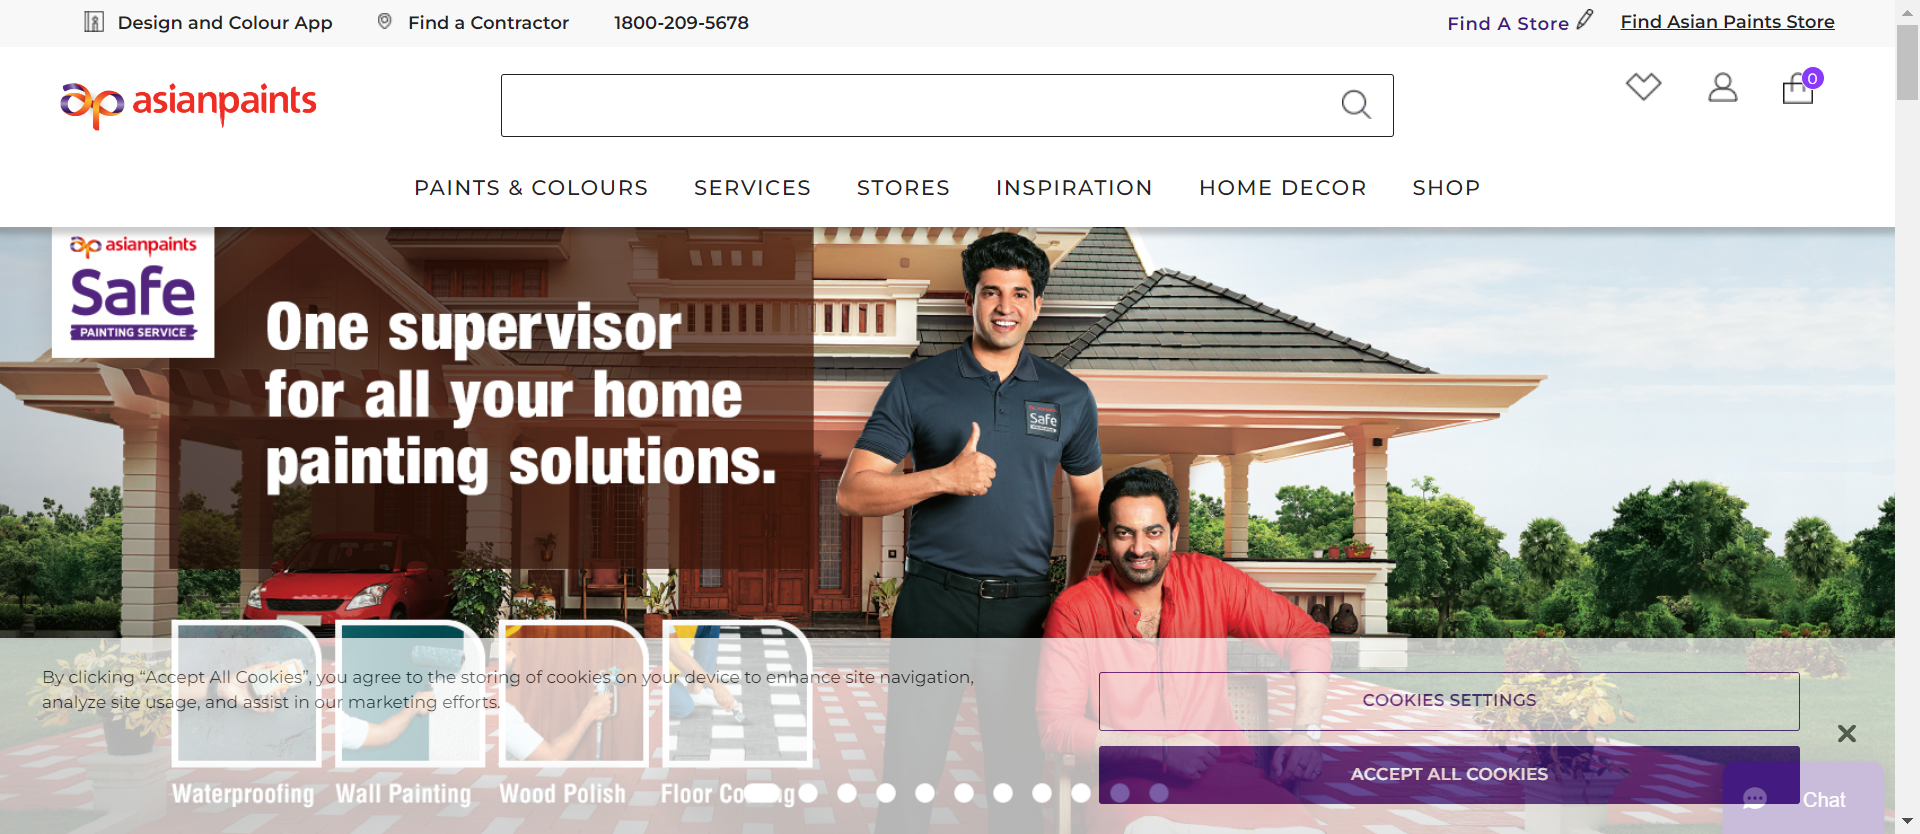 Design and Colour App
Find a Contractor
1800-209-5678
Find A Store
Find Asian Paints Store
asianpaints
0
PAINTS & COLOURS
SERVICES
STORES
INSPIRATION
HOME DECOR
SHOP
asianpaints
Safe
PAINTING SERVICE
One supervisor
for all your home
painting solutions.
Safe
By clicking “Accept All Cookies”, you agree to the storing of cookies on your device to enhance site navigation,
analyze site usage, and assist in our marketing efforts.
COOKIES SETTINGS
ACCEPT ALL COOKIES
Waterproofing
Wall Painting
Wood Polish
Floor
Chat